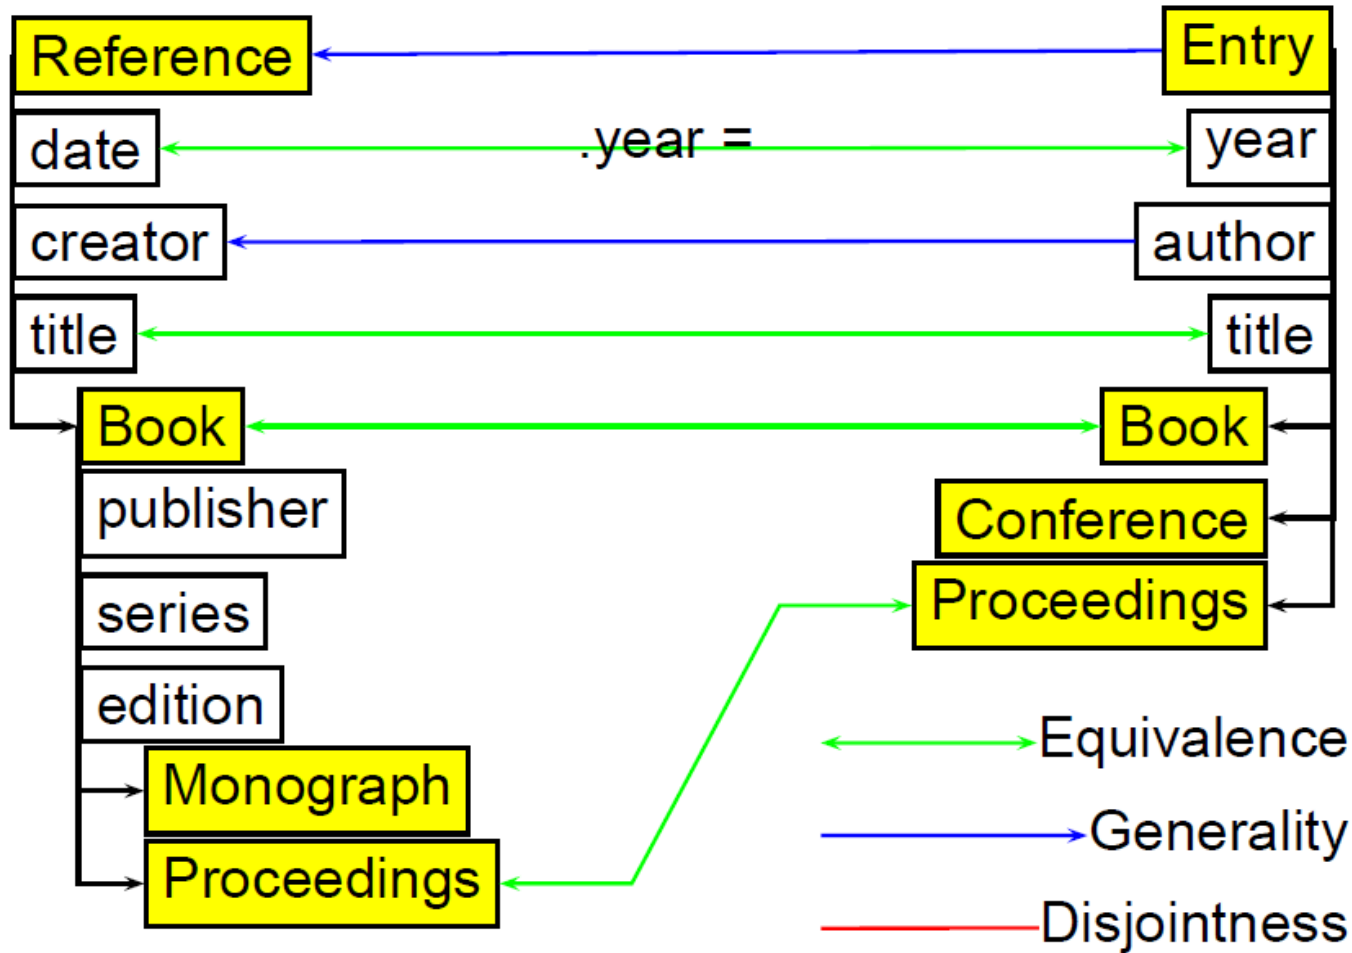 Reference
Entry
date
.year =
year
creator
author
title
title
Book
Book
publisher
Conference
series
Proceedings
edition
Monograph
Proceedings
Equivalence
Generality
Disjointness